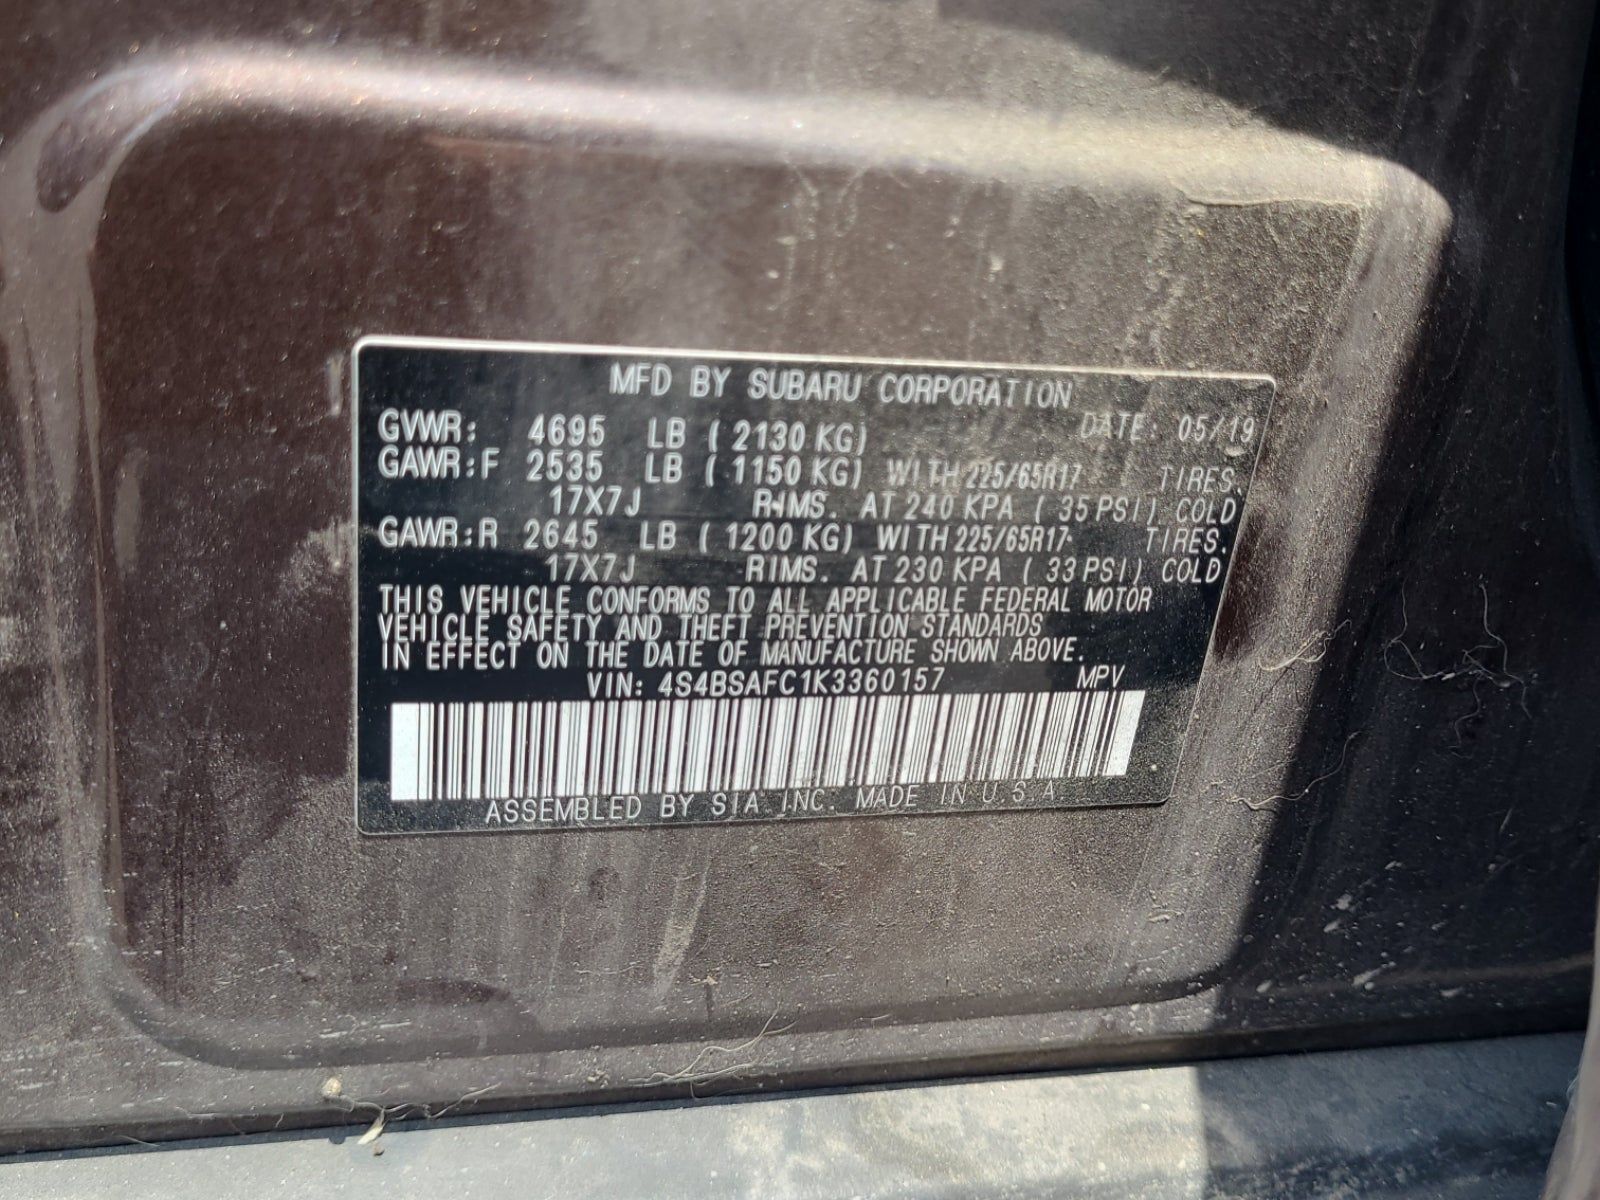 MFD BY SUBARU CORPORATION
GVWR: 4695 LB ( 2130 KG) DATE: 05/19
GAWR:F 2535 LB ( 1150 KG) WITH 225/65R17 TIRES.
17X7J RIMS. AT 240 KPA ( 35 PSI) COLD
GAWR:R 2645 LB ( 1200 KG) WITH 225/65R17 TIRES.
17X7J RIMS. AT 230 KPA ( 33 PSI) COLD
THIS VEHICLE CONFORMS TO ALL APPLICABLE FEDERAL MOTOR
VEHICLE SAFETY AND THEFT PREVENTION STANDARDS
IN EFFECT ON THE DATE OF MANUFACTURE SHOWN ABOVE.
VIN: 4S4BSAFC1K3360157 MPV
ASSEMBLED BY SIA INC. MADE IN U.S.A